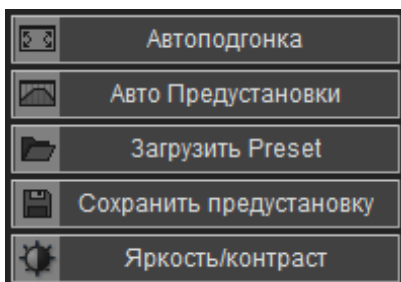 Автоподгонка
Авто Предустановки
Загрузить Preset
Сохранить предустановку
Яркость/контраст